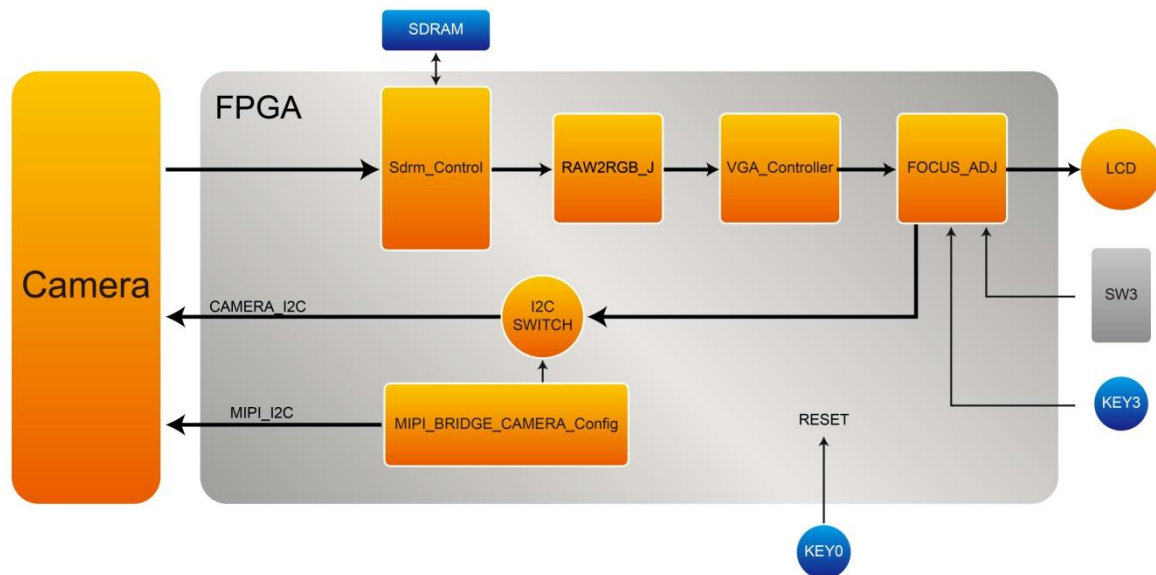 SDRAM
FPGA
Camera
Sdrm_Control
RAW2RGB_J
VGA_Controller
FOCUS_ADJ
LCD
CAMERA_I2C
I2C
SWITCH
SW3
MIPI_I2C
MIPI_BRIDGE_CAMERA_Config
RESET
KEY3
KEY0